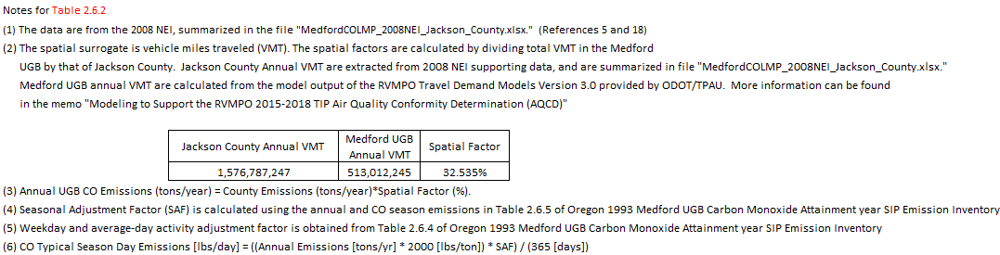 Notes for Table 2.6.2
(1) The data are from the 2008 NEI, summarized in the file "MedfordCOLMP_2008NEI_Jackson_County.xlsx." (References 5 and 18)
(2) The spatial surrogate is vehicle miles traveled (VMT). The spatial factors are calculated by dividing total VMT in the Medford
UGB by that of Jackson County. Jackson County Annual VMT are extracted from 2008 NEI supporting data, and are summarized in file "MedfordCOLMP_2008NEI_Jackson_County.xlsx."
Medford UGB annual VMT are calculated from the model output of the RVMPO Travel Demand Models Version 3.0 provided by ODOT/TPAU. More information can be found
in the memo "Modeling to Support the RVMPO 2015-2018 TIP Air Quality Conformity Determination (AQCD)"
Jackson County Annual VMT
Medford UGB
Annual VMT
Spatial Factor
1,576,787,247
513,012,245
32.535%
(3) Annual UGB CO Emissions (tons/year) = County Emissions (tons/year)*Spatial Factor (%).
(4) Seasonal Adjustment Factor (SAF) is calculated using the annual and CO season emissions in Table 2.6.5 of Oregon 1993 Medford UGB Carbon Monoxide Attainment year SIP Emission Inventory
(5) Weekday and average-day activity adjustment factor is obtained from Table 2.6.4 of Oregon 1993 Medford UGB Carbon Monoxide Attainment year SIP Emission Inventory
(6) CO Typical Season Day Emissions [lbs/day] = ((Annual Emissions [tons/yr] * 2000 [lbs/ton]) * SAF) / (365 [days])